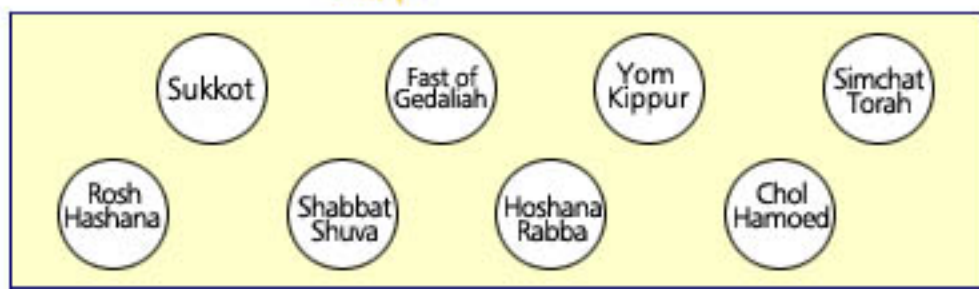 Sukkot
Fast of
Gedaliah
Yom
Kippur
Simchat
Torah
Rosh
Hashana
Shabbat
Shuva
Hoshana
Rabba
Chol
Hamoed